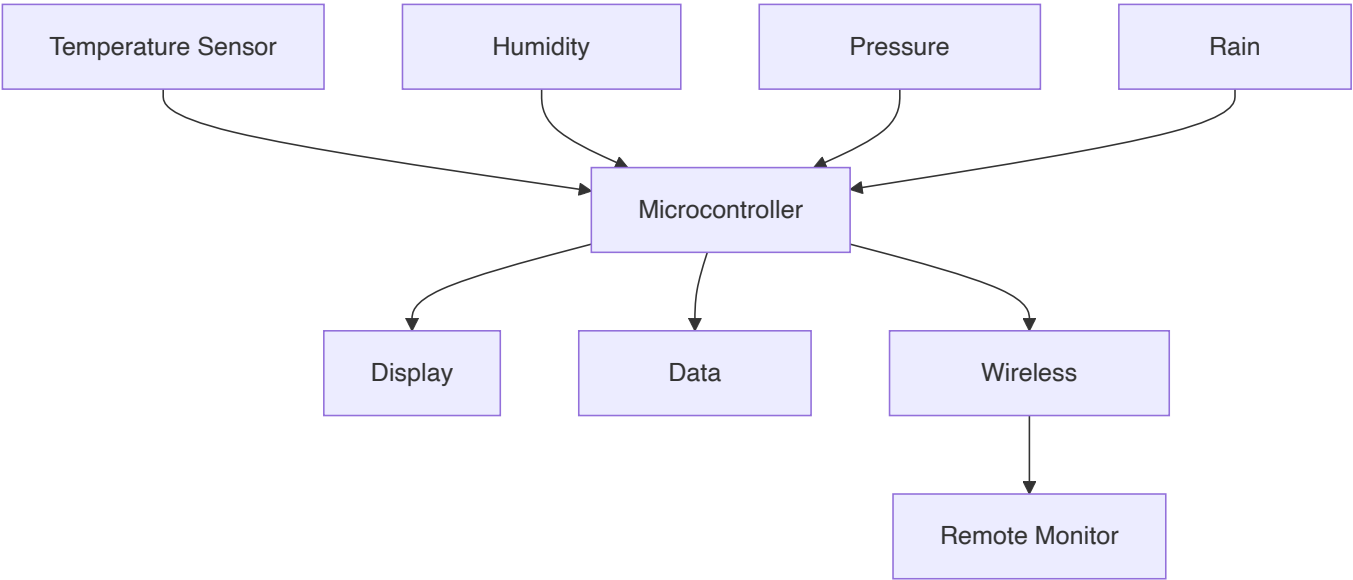 Temperature Sensor
Humidity
Pressure
Rain
Microcontroller
Display
Data
Wireless
Remote Monitor